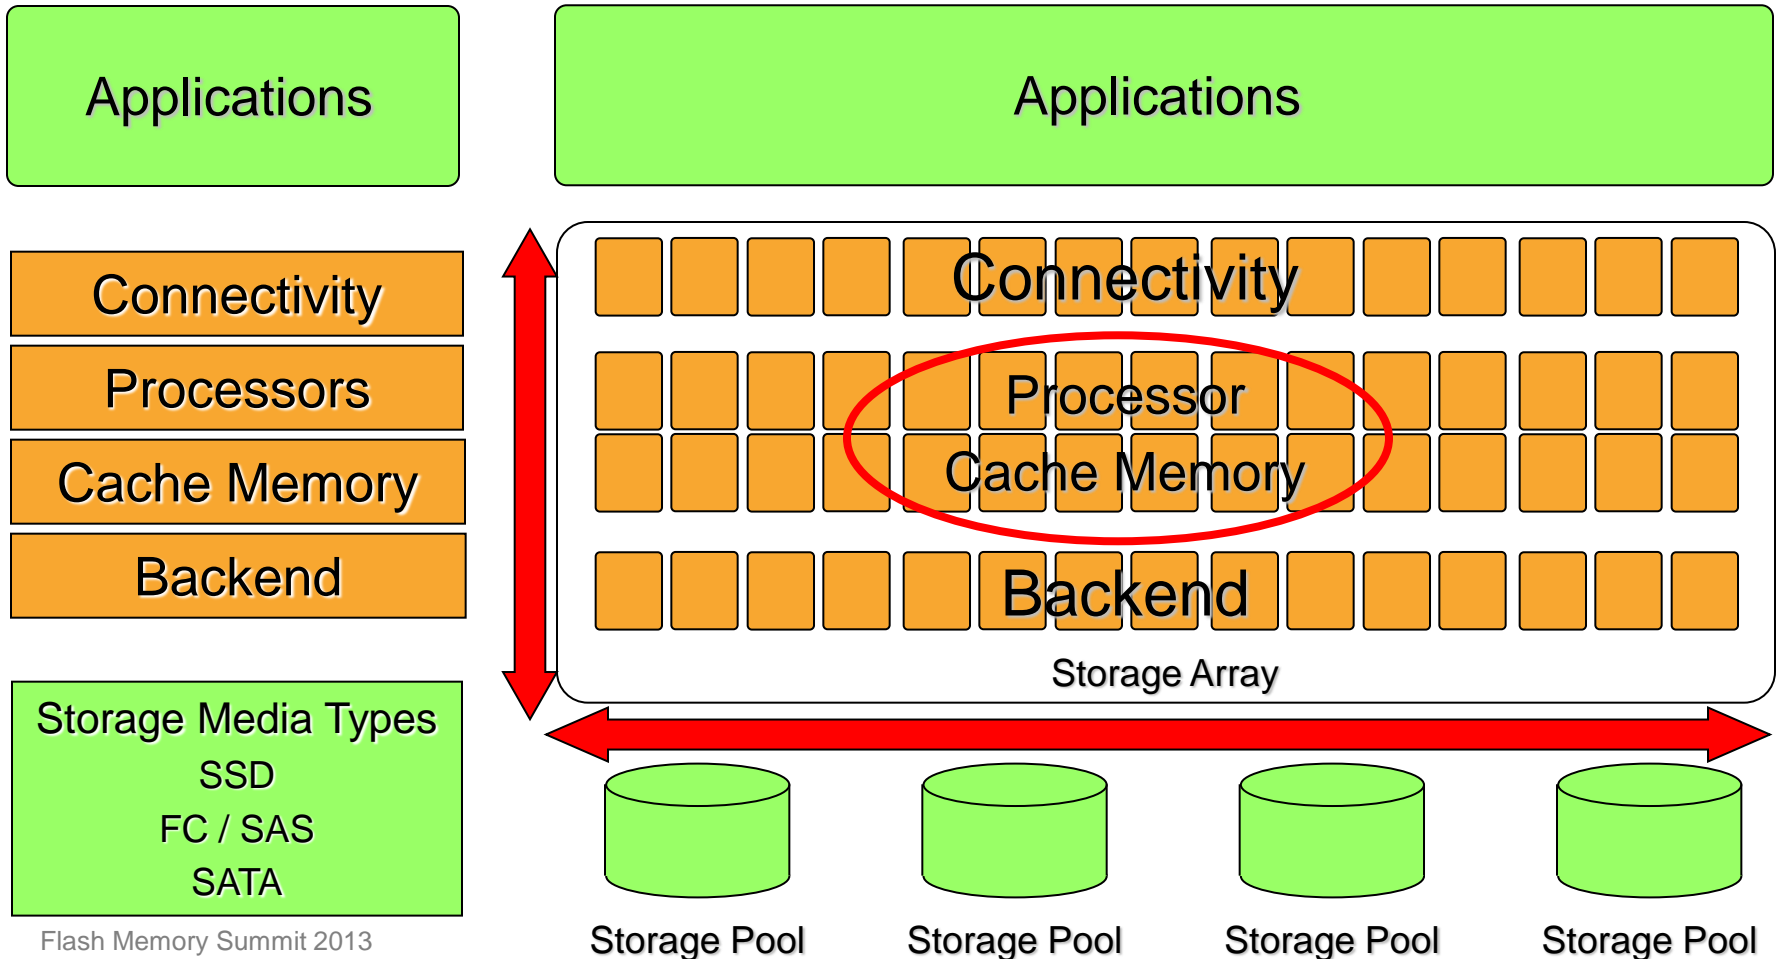 Applications
Connectivity
Processors
Cache Memory
Backend
Storage Media Types
SSD
FC / SAS
SATA
Flash Memory Summit 2013
Applications
Connectivity
Processor
Cache Memory
Backend
Storage Array
Storage Pool
Storage Pool
Storage Pool
Storage Pool